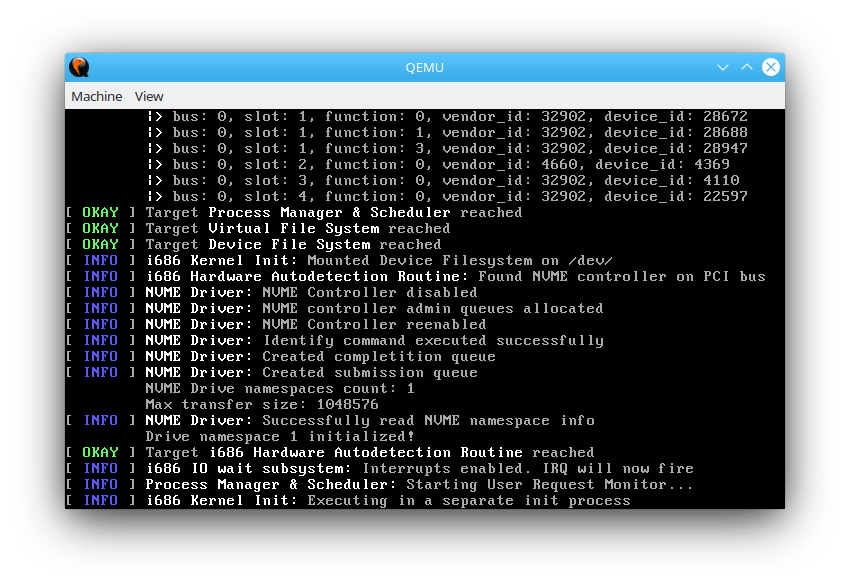 QEMU
Machine View
|> bus: 0, slot: 1, function: 0, vendor_id: 32902, device_id: 28672
|> bus: 0, slot: 1, function: 1, vendor_id: 32902, device_id: 28688
|> bus: 0, slot: 1, function: 3, vendor_id: 32902, device_id: 28947
|> bus: 0, slot: 2, function: 0, vendor_id: 4660, device_id: 4369
|> bus: 0, slot: 3, function: 0, vendor_id: 32902, device_id: 4110
|> bus: 0, slot: 4, function: 0, vendor_id: 32902, device_id: 22597
[ OKAY ] Target Process Manager & Scheduler reached
[ OKAY ] Target Virtual File System reached
[ OKAY ] Target Device File System reached
[ INFO ] i686 Kernel Init: Mounted Device Filesystem on /dev/
[ INFO ] i686 Hardware Autodetection Routine: Found NVME controller on PCI bus
[ INFO ] NVME Driver: NVME Controller disabled
[ INFO ] NVME Driver: NVME controller admin queues allocated
[ INFO ] NVME Driver: NVME Controller reenabled
[ INFO ] NVME Driver: Identify command executed successfully
[ INFO ] NVME Driver: Created completition queue
[ INFO ] NVME Driver: Created submission queue
NVME Drive namespaces count: 1
Max transfer size: 1048576
[ INFO ] NVME Driver: Successfully read NVME namespace info
Drive namespace 1 initialized!
[ OKAY ] Target i686 Hardware Autodetection Routine reached
[ INFO ] i686 IO wait subsystem: Interrupts enabled. IRQ will now fire
[ INFO ] Process Manager & Scheduler: Starting User Request Monitor...
[ INFO ] i686 Kernel Init: Executing in a separate init process